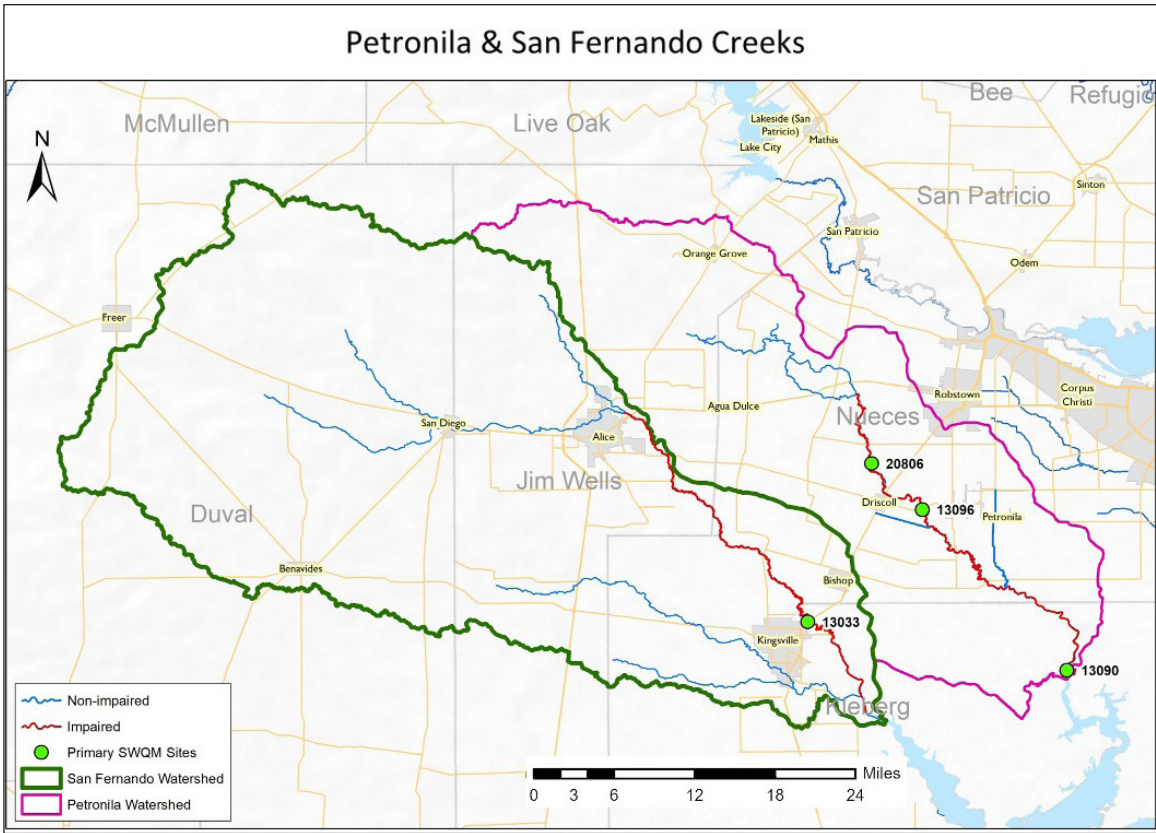 Petronila & San Fernando Creeks
Bee
Refugio
McMullen
Live Oak
Lakeside (San
Patricio)
Mathis
Lake City
N
San Patricio
Sinton
San Patricio
Orange Grove
Odem
Freer
Robstown
Corpus
Christi
Agua Dulce
Nueces
San Diego
Alice
20806
Jim Wells
Driscoll
13096
Petronila
Duval
Benavides
Bishop
13033
Kingsville
13090
Kleberg
Non-impaired
Impaired
Primary SWQM Sites
San Fernando Watershed
Petronila Watershed
Miles
0 3 6 12 18 24